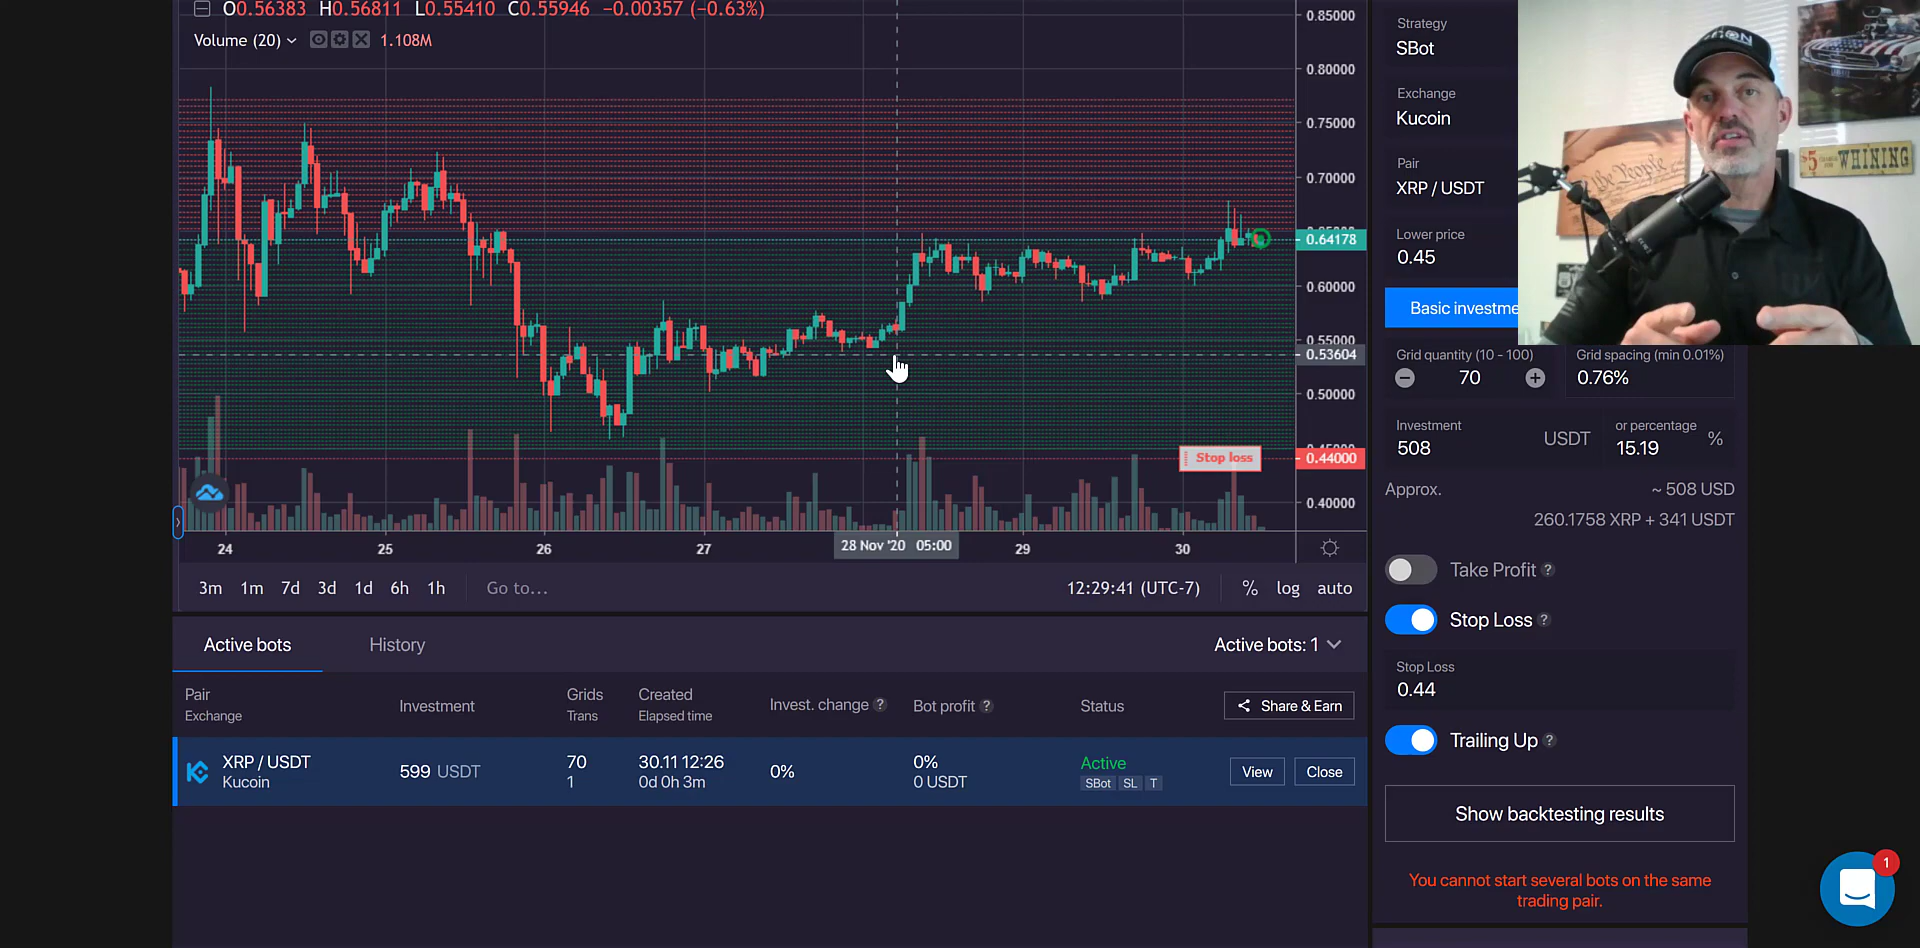 O0.56383 H0.56811 L0.55410 C0.55946 −0.00357 (−0.63%)
Volume (20) 1.108M
0.85000
0.80000
0.75000
0.70000
0.64178
0.60000
0.55000
0.53604
0.50000
Stop loss
0.44000
0.40000
24
25
26
27
28 Nov '20 05:00
29
30
3m 1m 7d 3d 1d 6h 1h Go to...
12:29:41 (UTC-7) % log auto
Active bots
History
Active bots: 1
Pair
Exchange
Investment
Grids
Trans
Created
Elapsed time
Invest. change ?
Bot profit ?
Status
Share & Earn
XRP / USDT
Kucoin
599 USDT
70
1
30.11 12:26
0d 0h 3m
0%
0%
0 USDT
Active
SBot SL T
View
Close
Strategy
SBot
Exchange
Kucoin
Pair
XRP / USDT
Lower price
0.45
Basic investme
Grid quantity (10 - 100)
70
Grid spacing (min 0.01%)
0.76%
Investment
508 USDT
or percentage
15.19 %
Approx.
~ 508 USD
260.1758 XRP + 341 USDT
Take Profit ?
Stop Loss ?
Stop Loss
0.44
Trailing Up ?
Show backtesting results
You cannot start several bots on the same
trading pair.
1
We the People
$5
WHINING